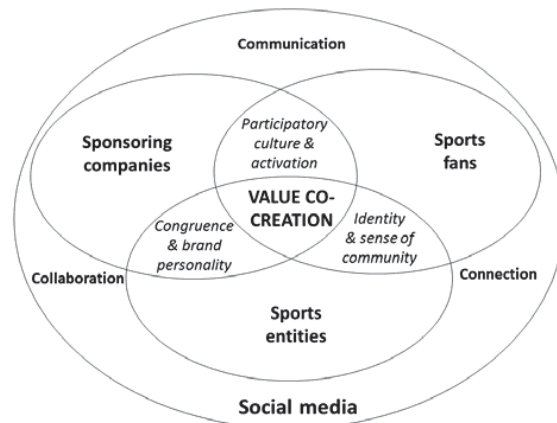 Communication
Sponsoring
companies
Participatory
culture &
activation
Sports
fans
VALUE CO-
CREATION
Congruence
& brand
personality
Identity
& sense of
community
Collaboration
Connection
Sports
entities
Social media